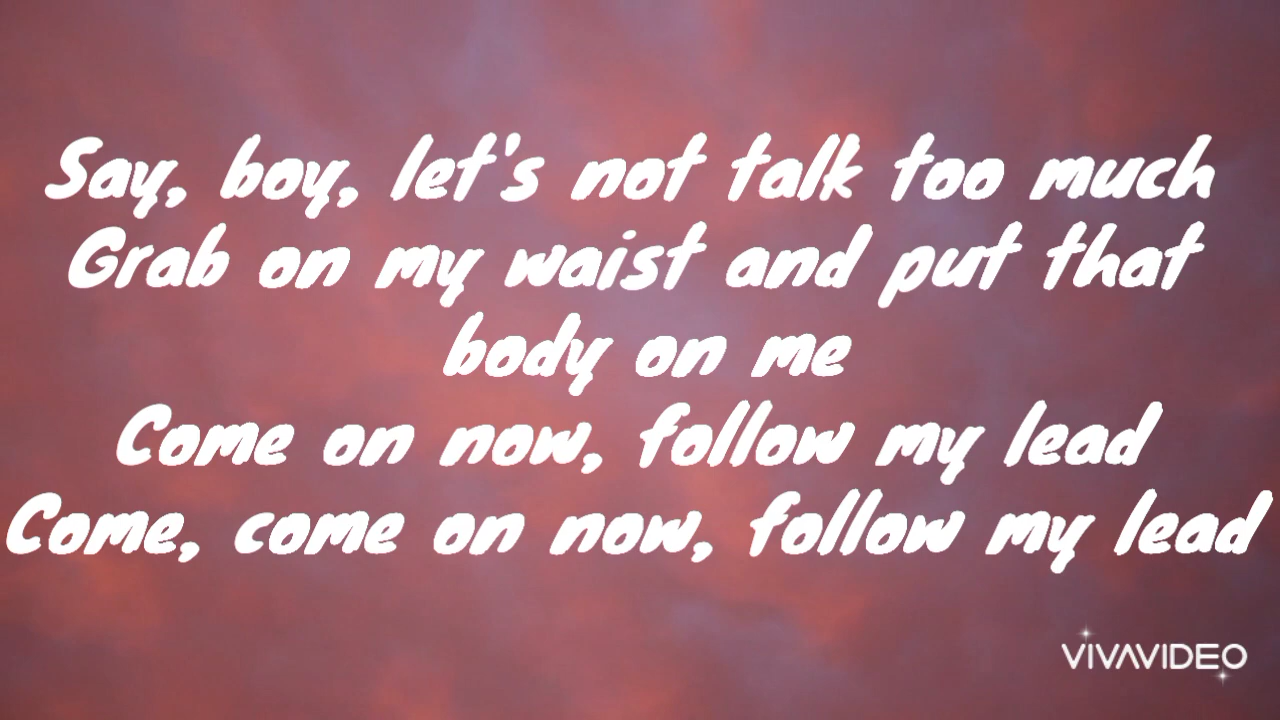 Say, boy, let's not talk too much
Grab on my waist and put that
body on me
Come on now, follow my lead
Come, come on now, follow my lead
VIVAVIDEO